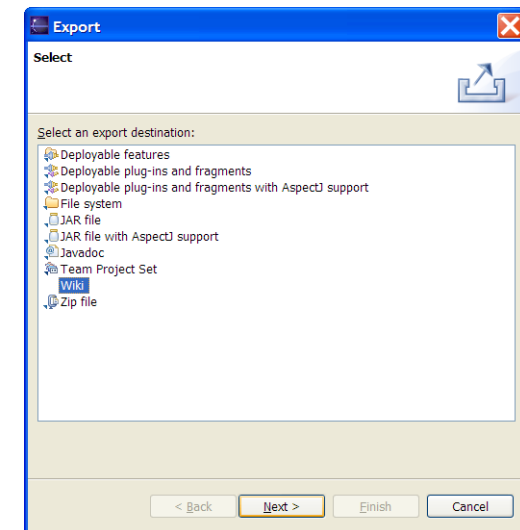 Export
Select
Select an export destination:
Deployable features
Deployable plug-ins and fragments
Deployable plug-ins and fragments with AspectJ support
File system
JAR file
JAR file with AspectJ support
Javadoc
Team Project Set
Wiki
Zip file
< Back Next > Finish Cancel